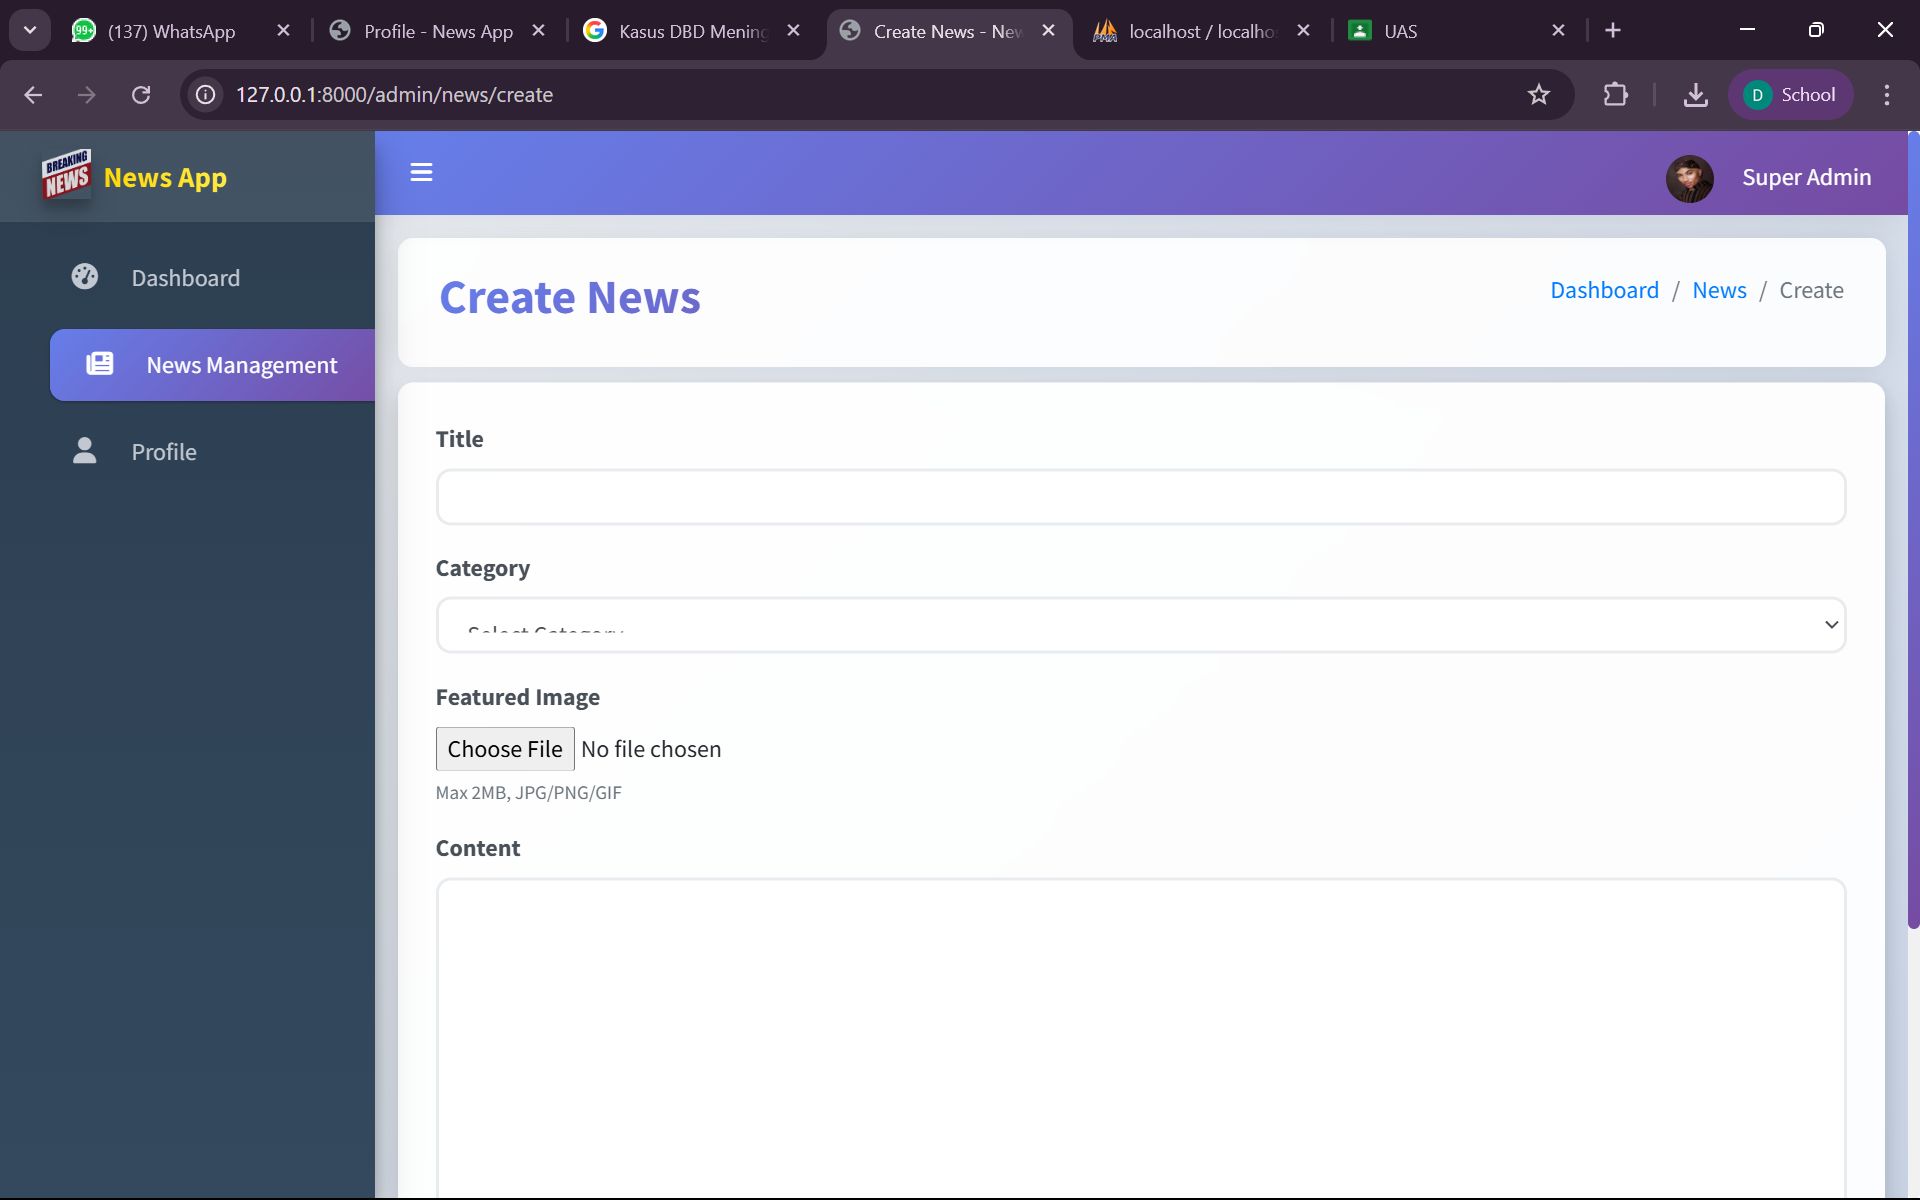 (137) WhatsApp
Profile - News App
Kasus DBD Mening
Create News - New
localhost / localho
UAS
127.0.0.1:8000/admin/news/create
D School
BREAKING NEWS
News App
Super Admin
Dashboard
News Management
Profile
Create News
Dashboard / News / Create
Title
Category
Select Category
Featured Image
Choose File No file chosen
Max 2MB, JPG/PNG/GIF
Content